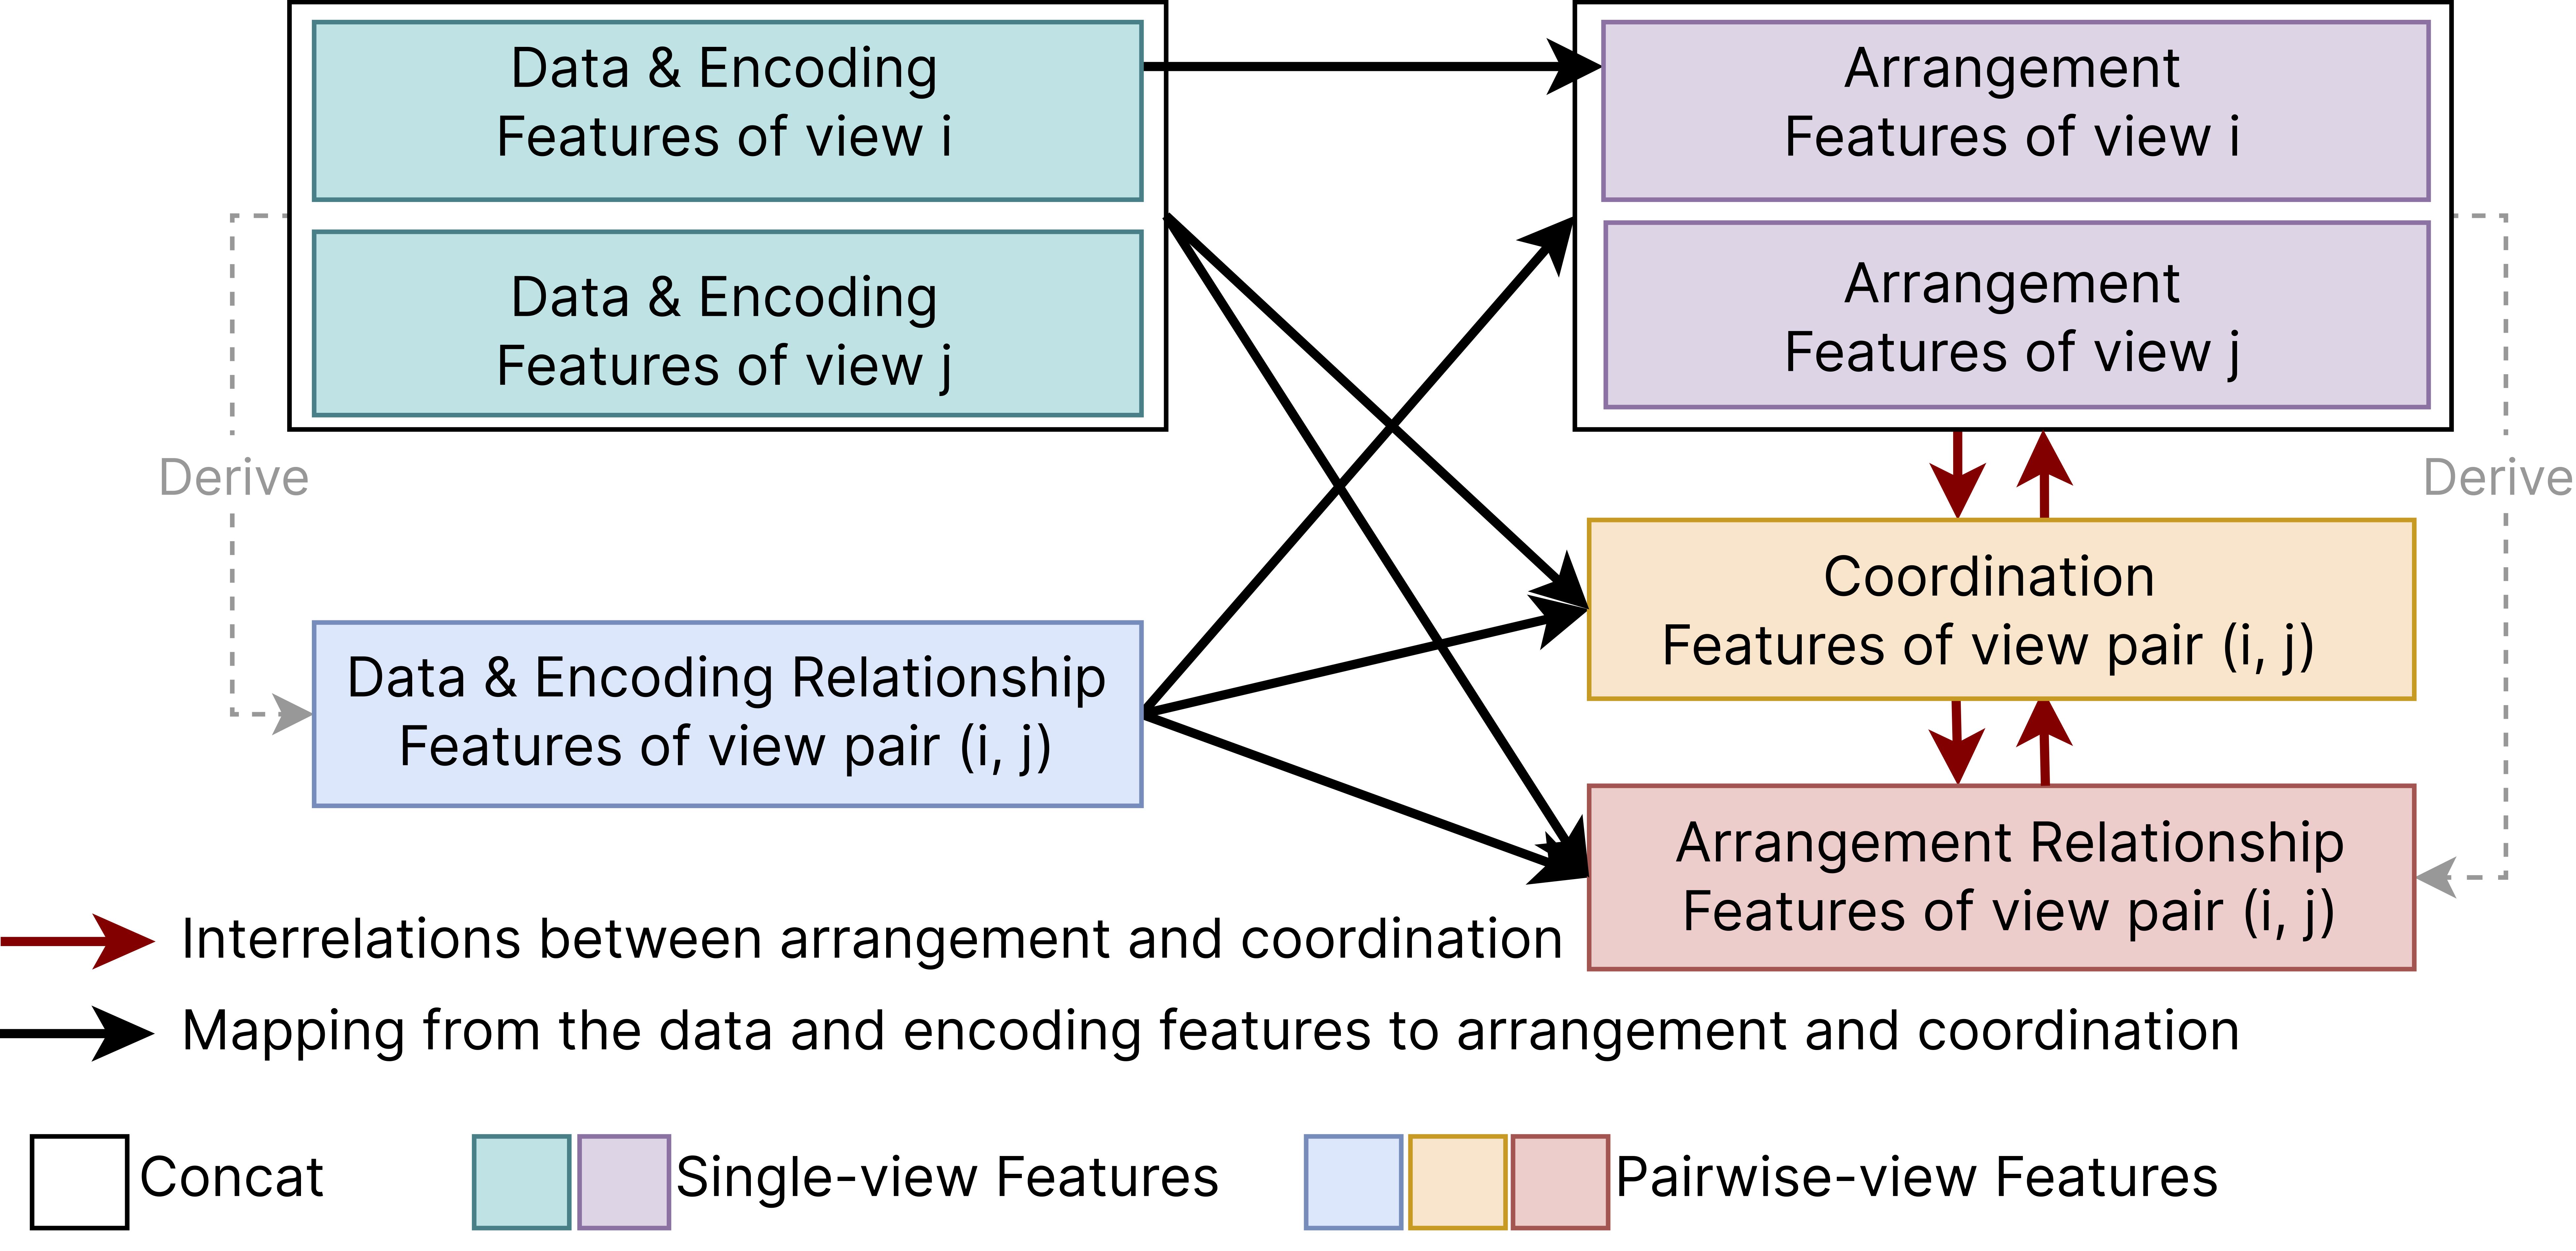 Data & Encoding
Features of view i
Data & Encoding
Features of view j
Arrangement
Features of view i
Arrangement
Features of view j
Derive
Derive
Coordination
Features of view pair (i, j)
Data & Encoding Relationship
Features of view pair (i, j)
Arrangement Relationship
Features of view pair (i, j)
Interrelations between arrangement and coordination
Mapping from the data and encoding features to arrangement and coordination
Concat
Single-view Features
Pairwise-view Features